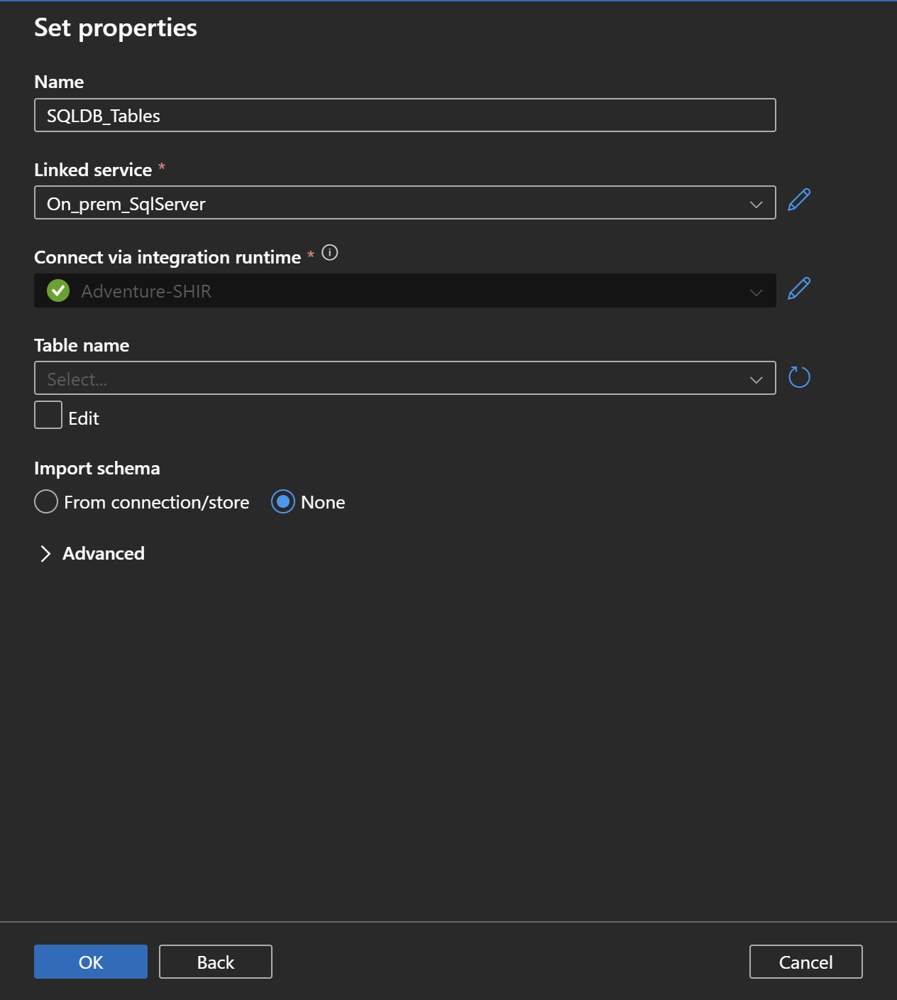 Set properties
Name
SQLDB_Tables
Linked service *
On_prem_SqlServer
Connect via integration runtime *
Adventure-SHIR
Table name
Select...
Edit
Import schema
From connection/store None
Advanced
OK Back Cancel